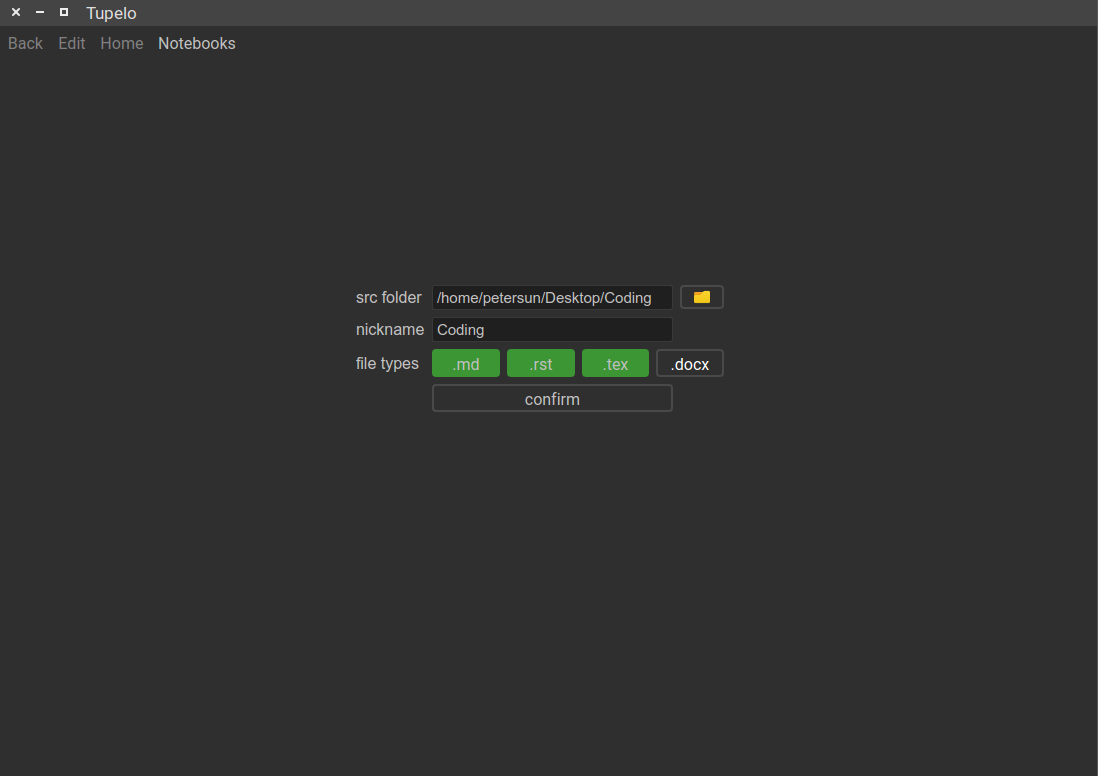 Tupelo
Back Edit Home Notebooks
src folder /home/petersun/Desktop/Coding
nickname Coding
file types .md .rst .tex .docx
confirm